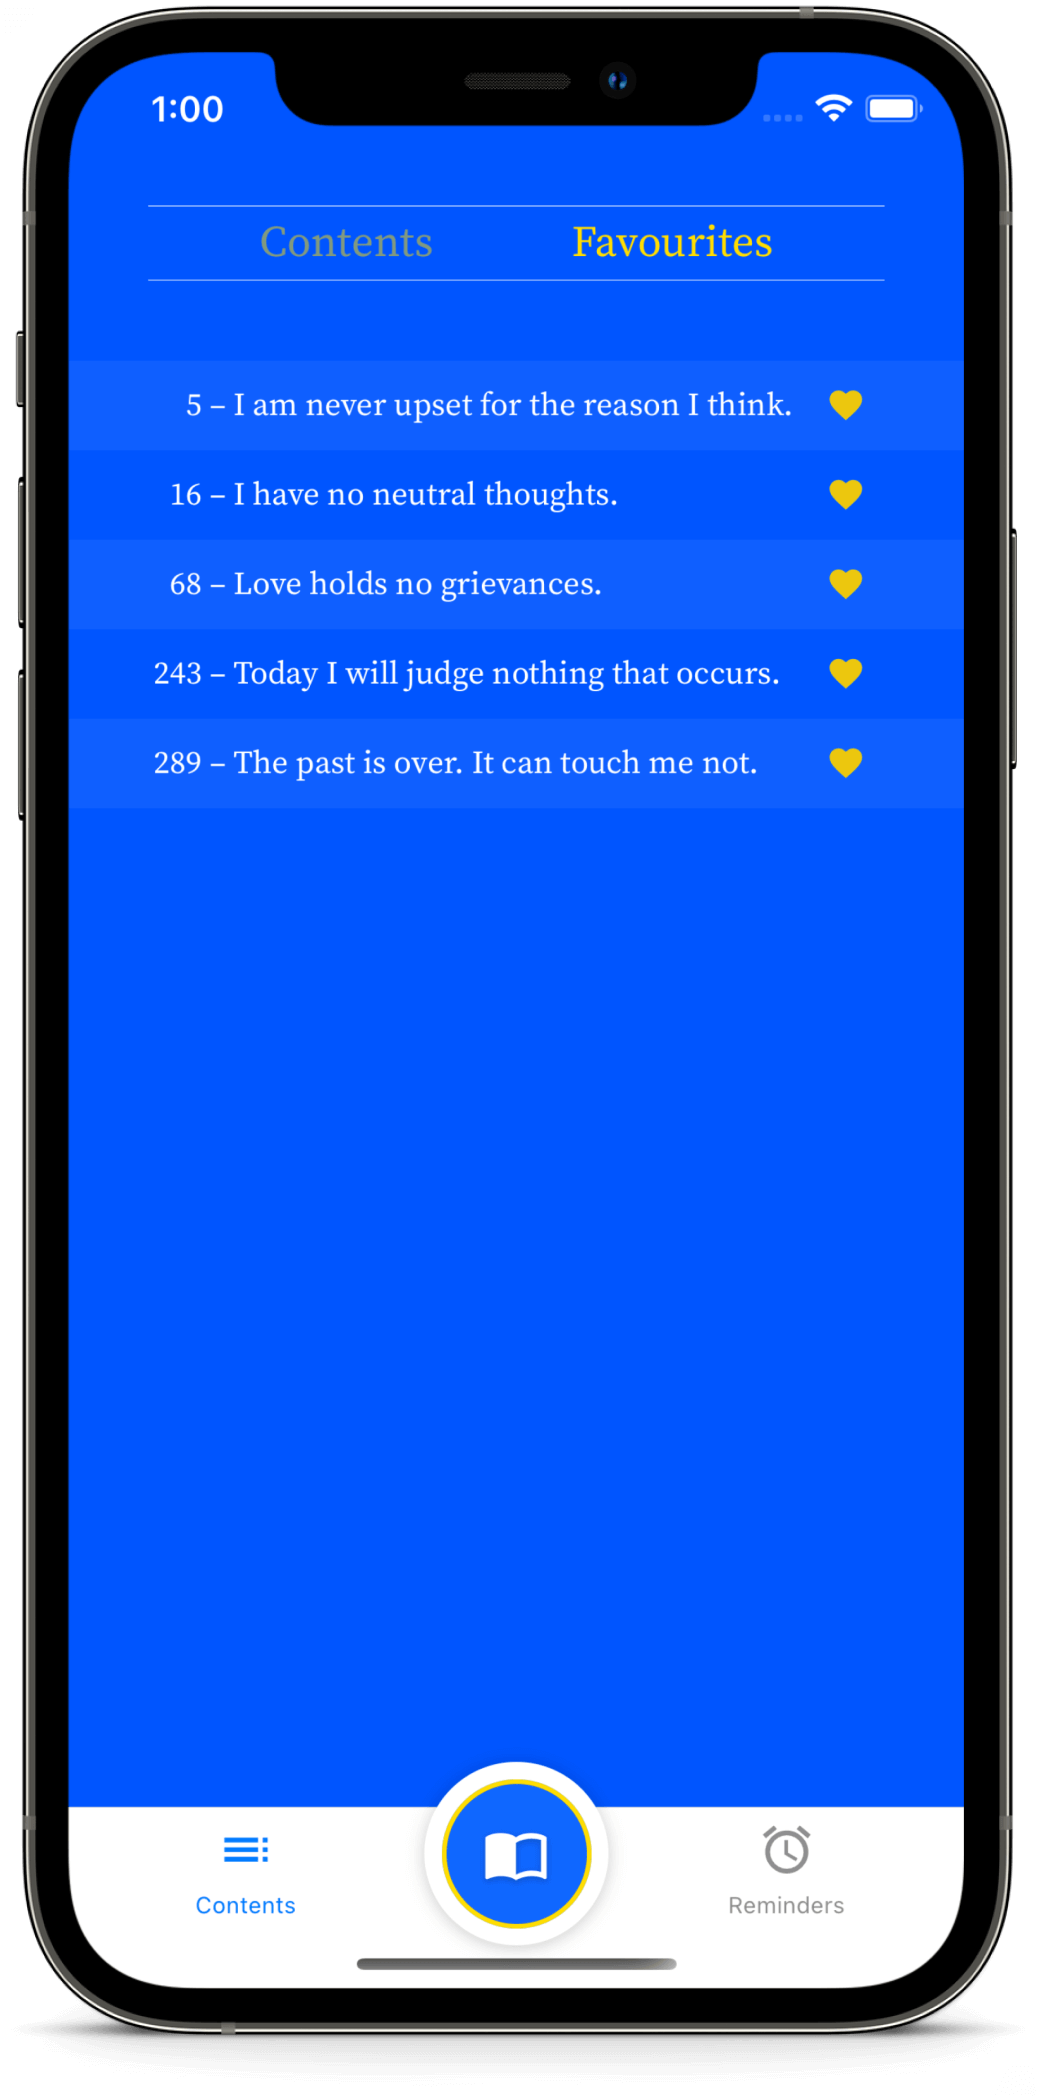 1:00
Contents Favourites
5 – I am never upset for the reason I think.
16 – I have no neutral thoughts.
68 – Love holds no grievances.
243 – Today I will judge nothing that occurs.
289 – The past is over. It can touch me not.
Contents Reminders